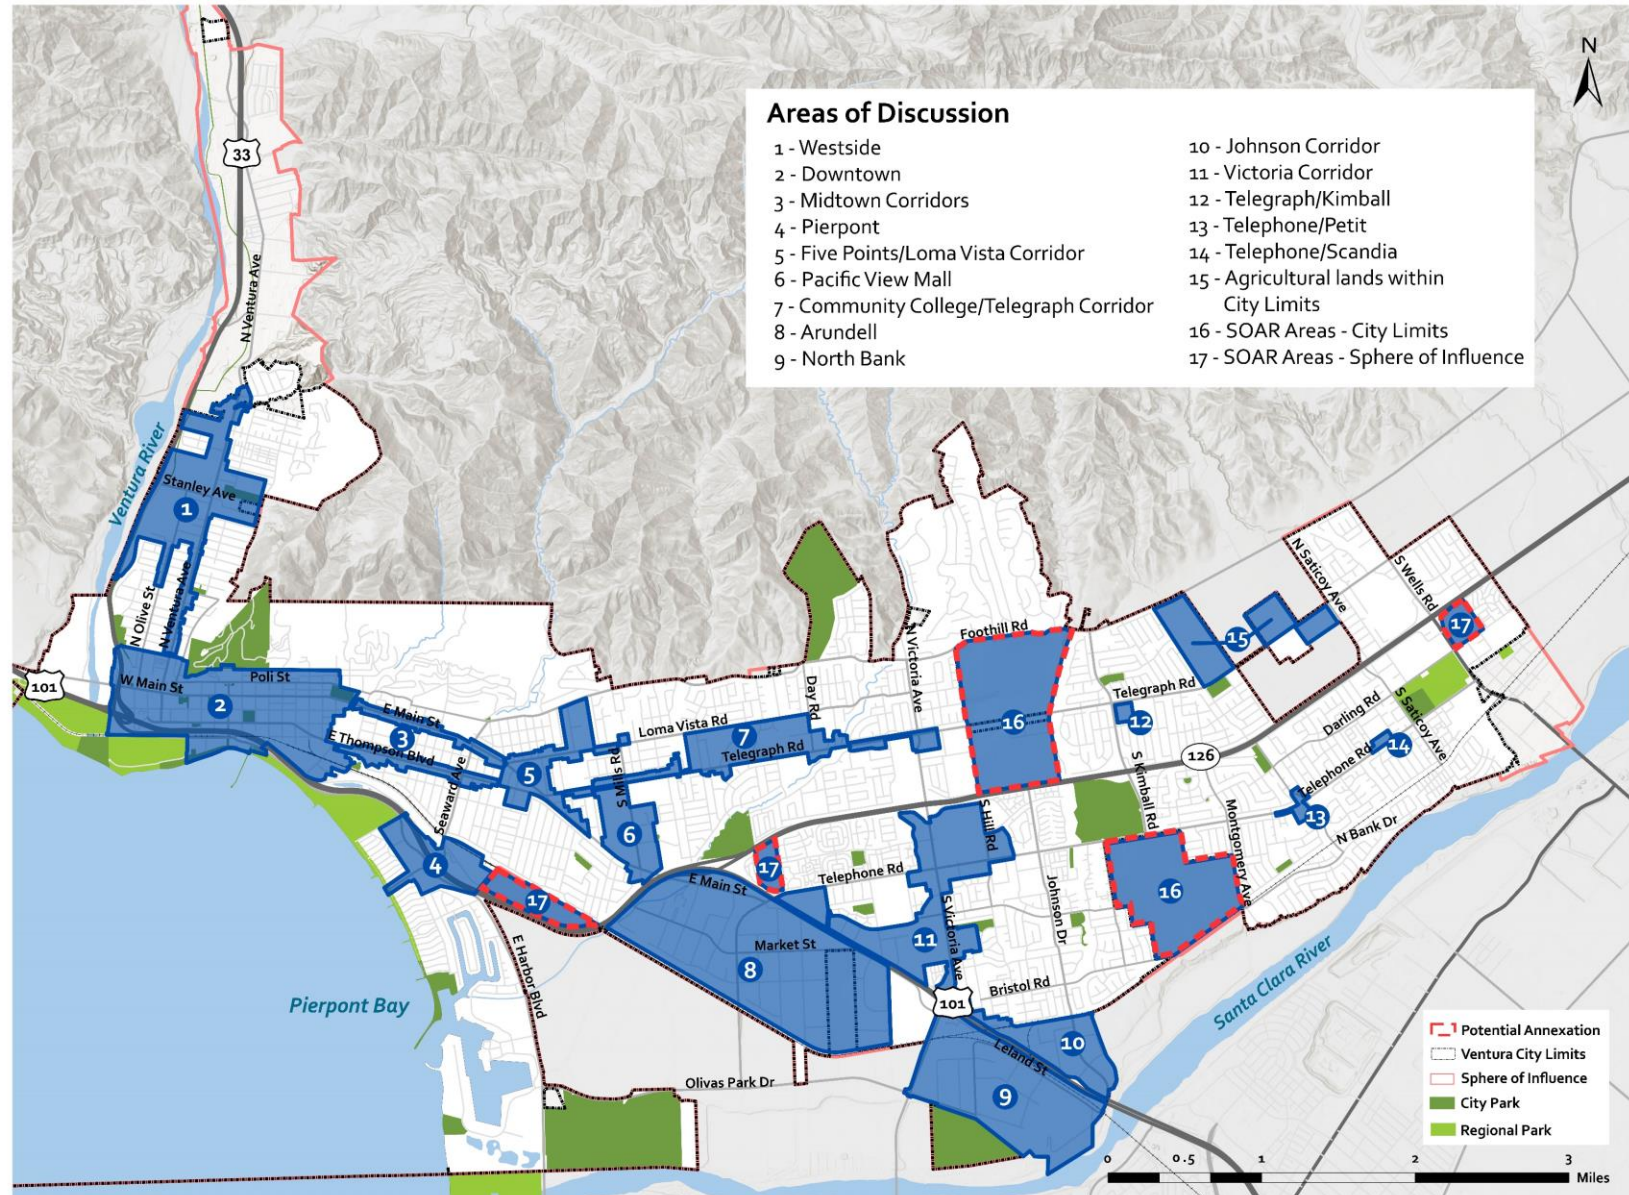 N
33
Areas of Discussion
1 - Westside
2 - Downtown
3 - Midtown Corridors
4 - Pierpont
5 - Five Points/Loma Vista Corridor
6 - Pacific View Mall
7 - Community College/Telegraph Corridor
8 - Arundell
9 - North Bank
10 - Johnson Corridor
11 - Victoria Corridor
12 - Telegraph/Kimball
13 - Telephone/Petit
14 - Telephone/Scandia
15 - Agricultural lands within
City Limits
16 - SOAR Areas - City Limits
17 - SOAR Areas - Sphere of Influence
N Ventura Ave
Ventura River
Stanley Ave
1
N Olive St
N Ventura Ave
101
W Main St
Poli St
2
E Main St
3
E Thompson Blvd
Seaward Ave
5
S Mills Rd
6
Loma Vista Rd
7
Telegraph Rd
Day Rd
N Victoria Ave
Foothill Rd
16
Telegraph Rd
12
S Kimball Rd
15
N Saticoy Ave
S Wells Rd
17
S Saticoy Ave
Darling Rd
14
Telephone Rd
13
N Bank Dr
126
Montgomery Ave
S Hill Rd
4
17
E Main St
17
Telephone Rd
Johnson Dr
16
11
S Victoria Ave
Market St
8
E Harbor Blvd
Pierpont Bay
Bristol Rd
101
10
Leland St
9
Olivas Park Dr
Santa Clara River
Potential Annexation
Ventura City Limits
Sphere of Influence
City Park
Regional Park
0 0.5 1 2 3
Miles